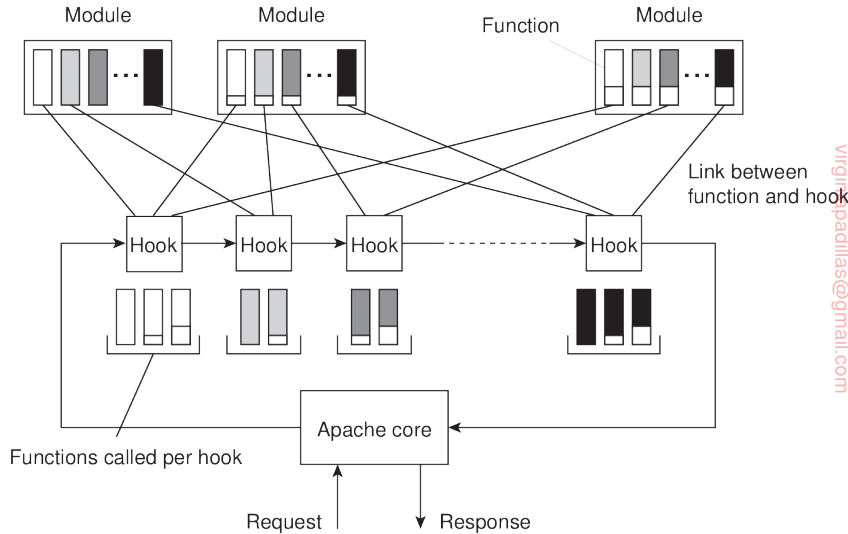 Module
Module
Function
Module
Link between
function and hook
Hook
Hook
Hook
Hook
Apache core
Functions called per hook
Request
Response
virginiapadillas@gmail.com